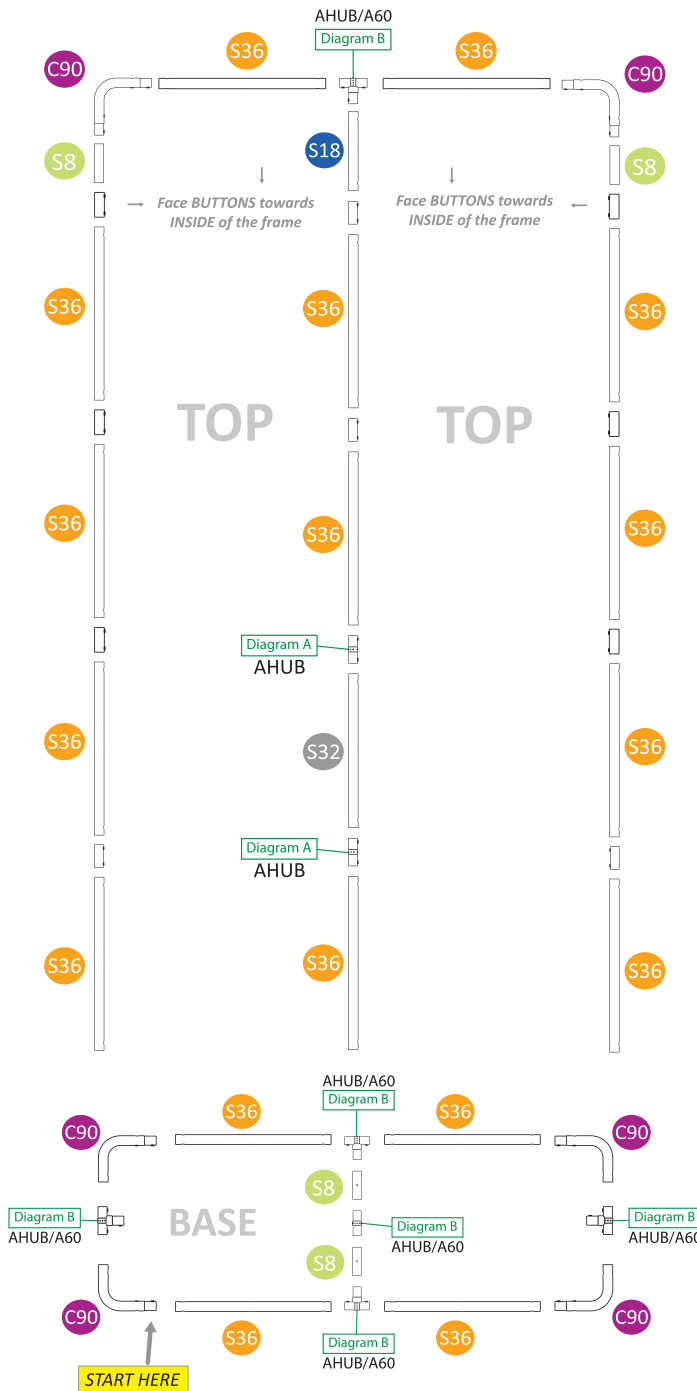 AHUB/A60
Diagram B
S36
S36
C90
C90
S18
S8
S8
Face BUTTONS towards
INSIDE of the frame
Face BUTTONS towards
INSIDE of the frame
S36
S36
S36
TOP
TOP
S36
S36
S36
Diagram A
AHUB
S36
S32
S36
Diagram A
AHUB
S36
S36
S36
AHUB/A60
Diagram B
S36
S36
C90
C90
S8
Diagram B
AHUB/A60
BASE
Diagram B
AHUB/A60
Diagram B
AHUB/A60
S8
C90
C90
S36
S36
Diagram B
AHUB/A60
START HERE